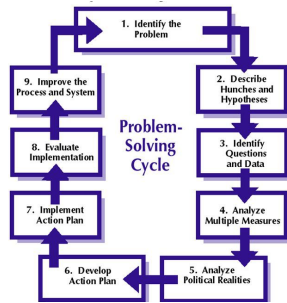 1. Identify the
Problem
2. Describe
Hunches and
Hypotheses
3. Identify
Questions
and Data
4. Analyze
Multiple Measures
5. Analyze
Political Realities
6. Develop
Action Plan
7. Implement
Action Plan
8. Evaluate
Implementation
9. Improve the
Process and System
Problem-
Solving
Cycle